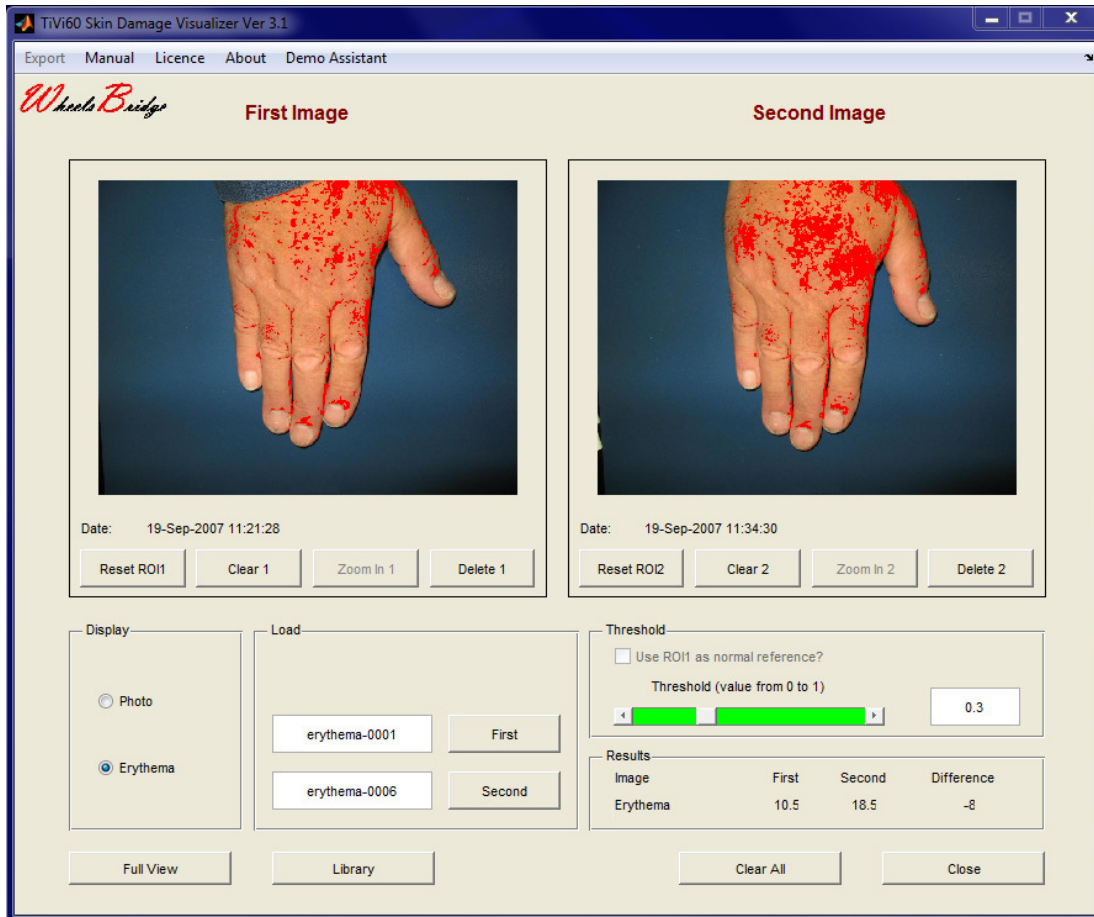 TiVi60 Skin Damage Visualizer Ver 3.1
Export Manual Licence About Demo Assistant
WheelsBridge
First Image Second Image
Date: 19-Sep-2007 11:21:28 Date: 19-Sep-2007 11:34:30
Reset ROI1 Clear 1 Zoom In 1 Delete 1 Reset ROI2 Clear 2 Zoom In 2 Delete 2
Display
Photo
Erythema
Load
erythema-0001 First
erythema-0006 Second
Threshold
Use ROI1 as normal reference?
Threshold (value from 0 to 1)
0.3
Results
Image First Second Difference
Erythema 10.5 18.5 -8
Full View Library Clear All Close